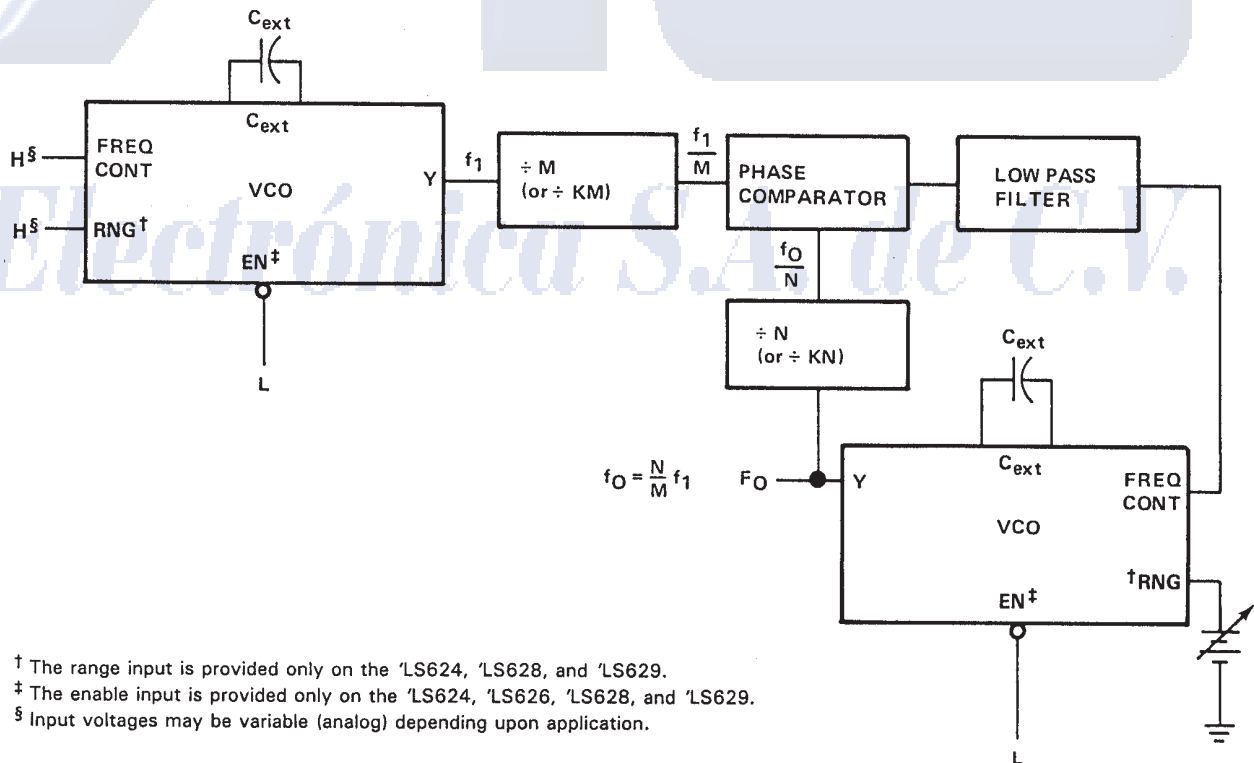 Cext
Cext
H§
FREQ
CONT
VCO
Y
H§
RNG†
EN‡
L
f1
÷ M
(or ÷ KM)
f1
M
PHASE
COMPARATOR
LOW PASS
FILTER
fO
N
÷ N
(or ÷ KN)
Cext
Cext
fO = N/M f1
FO
Y
FREQ
CONT
VCO
†RNG
EN‡
L
Electrónica S.A. de C.V.
† The range input is provided only on the 'LS624, 'LS628, and 'LS629.
‡ The enable input is provided only on the 'LS624, 'LS626, 'LS628, and 'LS629.
§ Input voltages may be variable (analog) depending upon application.